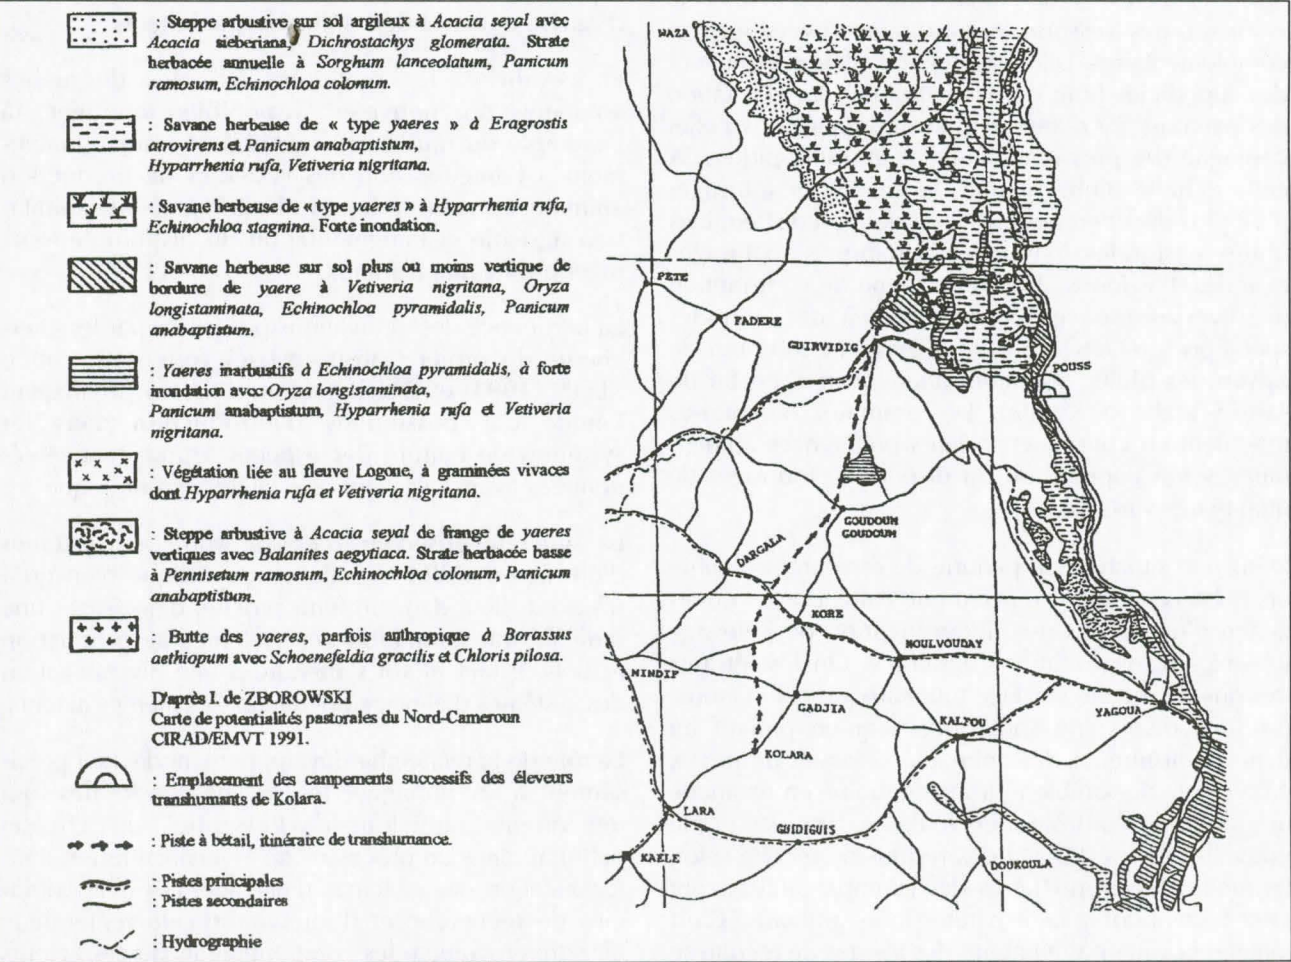 : Steppe arbustive sur sol argileux à Acacia seyal avec
Acacia sieberiana, Dichrostachys glomerata. Strate
herbacée annuelle à Sorghum lanceolatum, Panicum
ramosum, Echinochloa colonum.
: Savane herbeuse de « type yaeres » à Eragrostis
atrovirens et Panicum anabaptistum,
Hyparrhenia rufa, Vetiveria nigritana.
: Savane herbeuse de « type yaeres » à Hyparrhenia rufa,
Echinochloa stagnina. Forte inondation.
: Savane herbeuse sur sol plus ou moins vertique de
bordure de yaere à Vetiveria nigritana, Oryza
longistaminata, Echinochloa pyramidalis, Panicum
anabaptistum.
: Yaeres inarbustifs à Echinochloa pyramidalis, à forte
inondation avec Oryza longistaminata,
Panicum anabaptistum, Hyparrhenia rufa et Vetiveria
nigritana.
: Végétation liée au fleuve Logone, à graminées vivaces
dont Hyparrhenia rufa et Vetiveria nigritana.
: Steppe arbustive à Acacia seyal de frange de yaeres
vertiques avec Balanites aegytiaca. Strate herbacée basse
à Pennisetum ramosum, Echinochloa colonum, Panicum
anabaptistum.
: Butte des yaeres, parfois anthropique à Borassus
aethiopum avec Schoenefeldia gracilis et Chloris pilosa.
D'après I. de ZBOROWSKI
Carte de potentialités pastorales du Nord-Cameroun
CIRAD/EMVT 1991.
: Emplacement des campements successifs des éleveurs
transhumants de Kolara.
: Piste à bétail, itinéraire de transhumance.
: Pistes principales
: Pistes secondaires
: Hydrographie
WAZA
PETE
FADERE
GUIRVIDIG
POUSS
GOUDOUM
GOUDOUM
DARGALA
KOBE
MOULVOUDAY
MINDIF
GADJIA
KALFOU
YAGOUA
KOLARA
LARA
GUIDIGUIS
KAELE
DOUKOULA